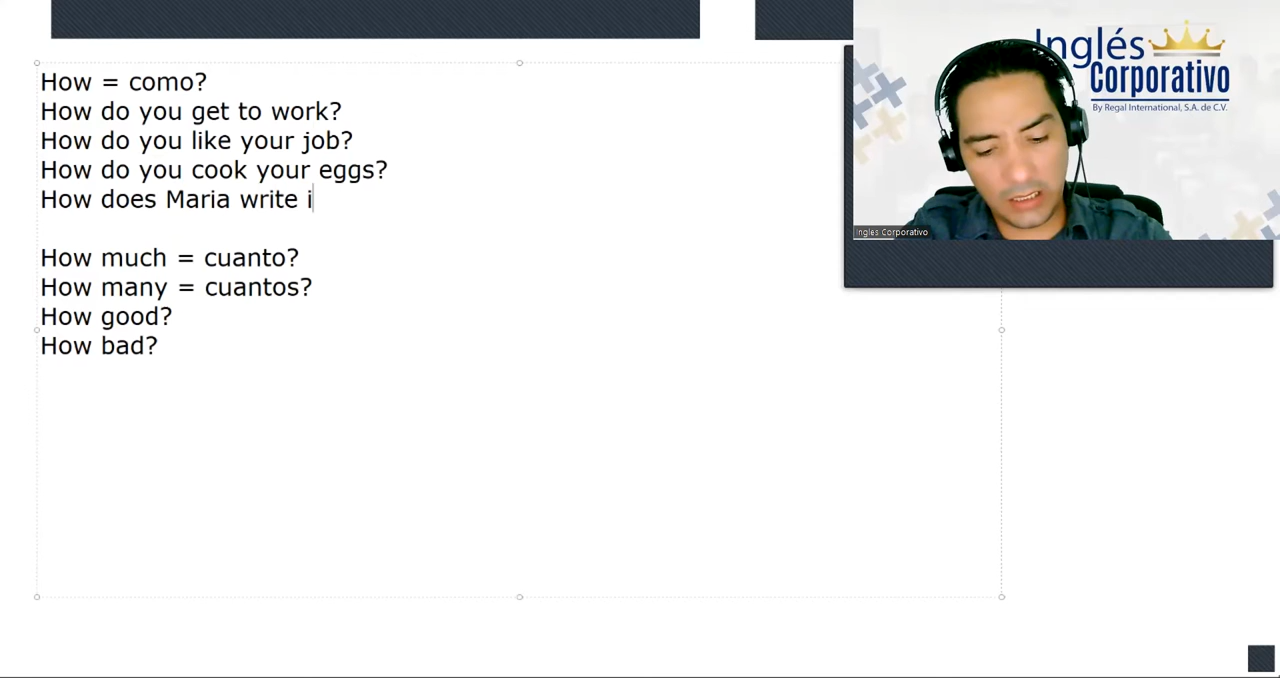 How = como?
How do you get to work?
How do you like your job?
How do you cook your eggs?
How does Maria write i
How much = cuanto?
How many = cuantos?
How good?
How bad?
Inglés
Corporativo
By Regal International, S.A. de C.V.
Inglés Corporativo